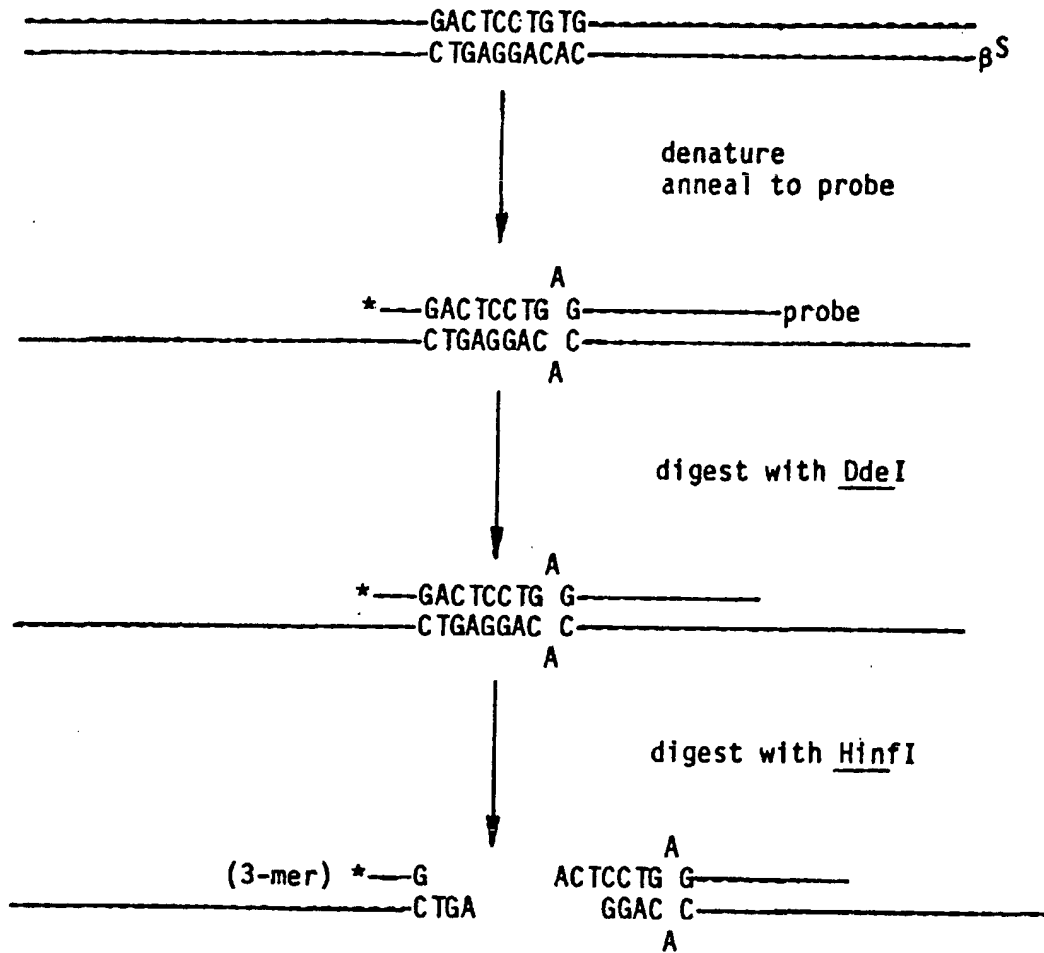 GACTCCTGTG
CTGAGGACAC
βS
denature
anneal to probe
A
*—GACTCCTG G—probe
CTGAGGAC C
A
digest with DdeI
A
*—GACTCCTG G
CTGAGGAC C
A
digest with HinfI
A
(3-mer) *—G ACTCCTG G
CTGA GGAC C
A